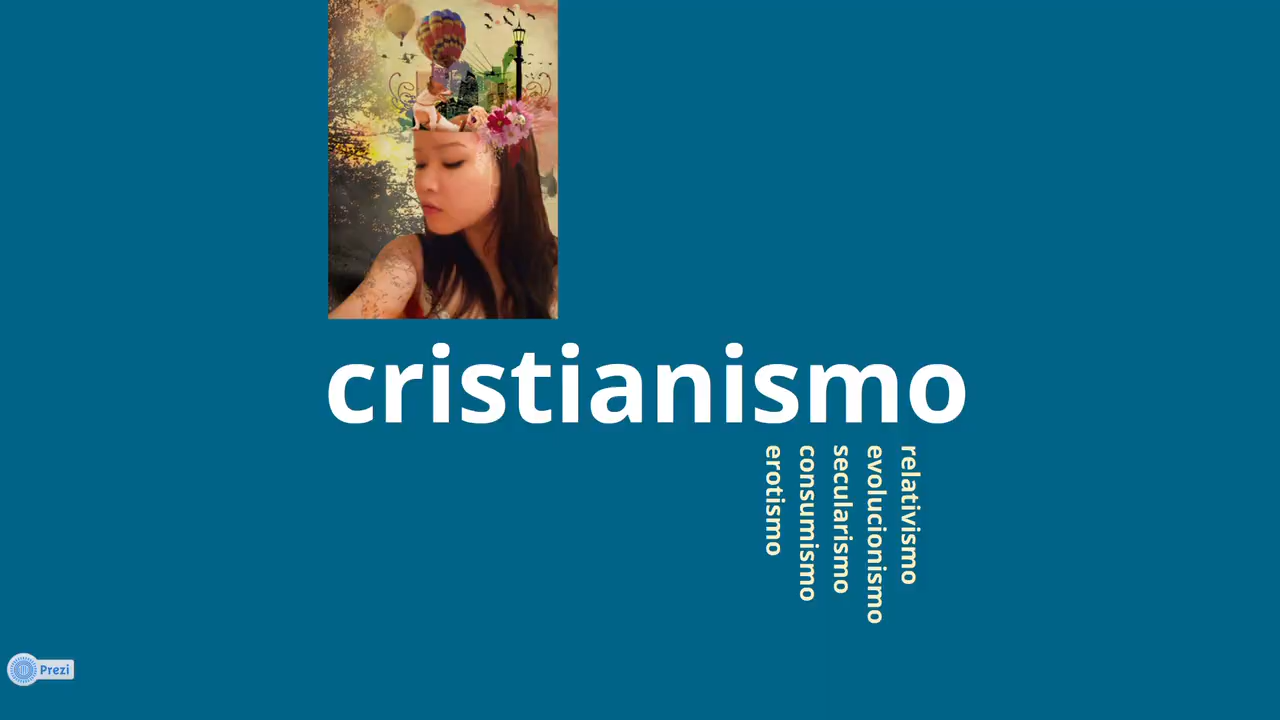 cristianismo
erotismo
consumismo
secularismo
evolucionismo
relativismo
Prezi